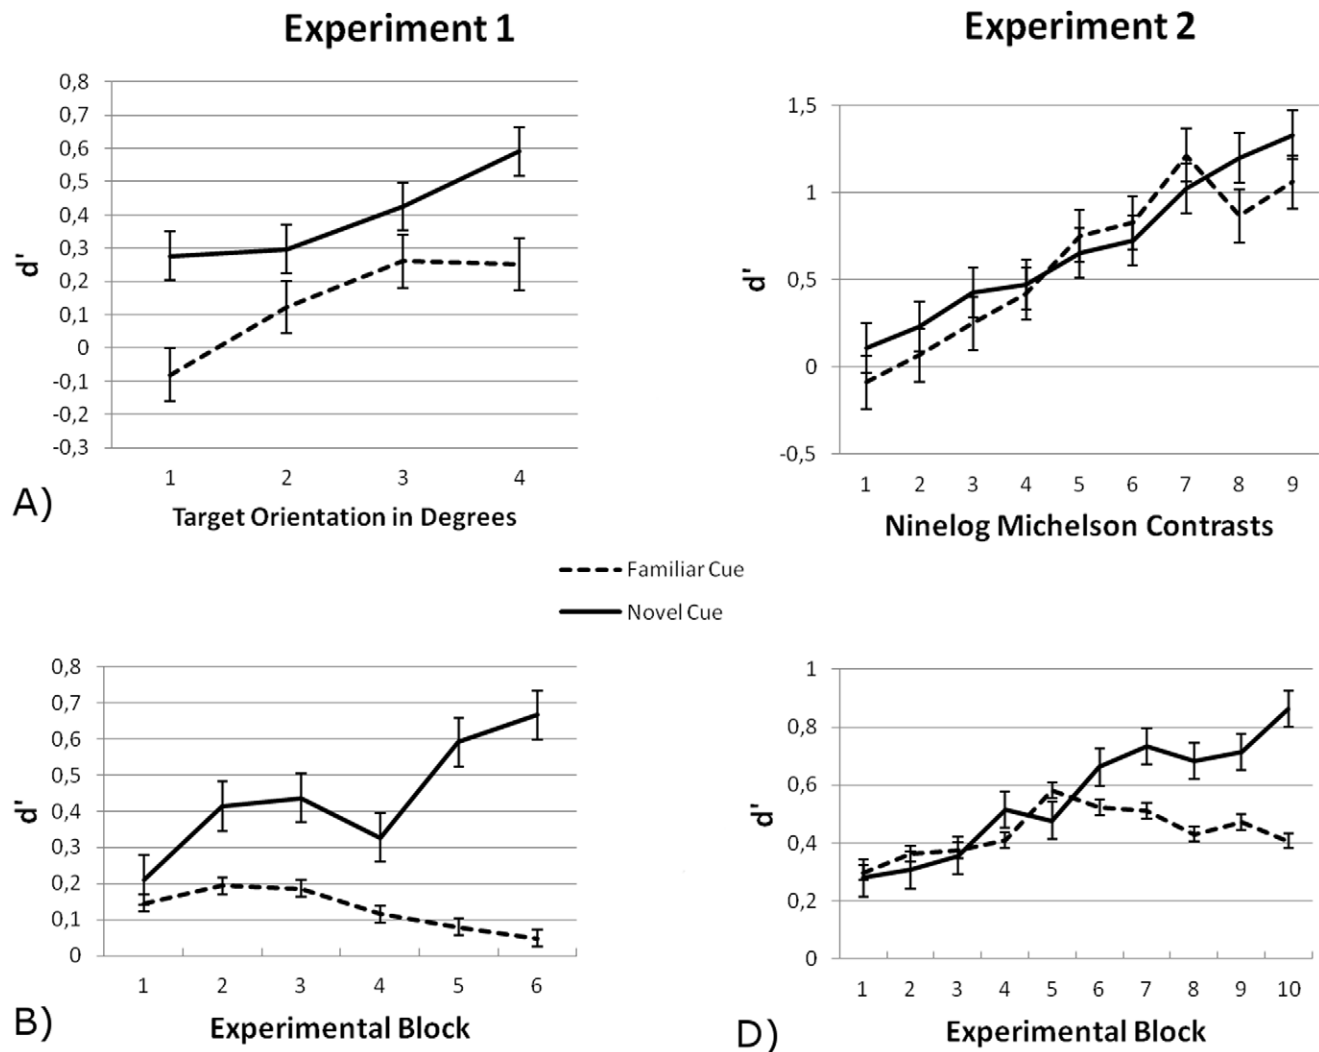 Experiment 1
Experiment 2
0,8
0,7
0,6
0,5
0,4
0,3
0,2
0,1
0
-0,1
-0,2
-0,3
d'
1 2 3 4
Target Orientation in Degrees
A)
1,5
1
0,5
0
-0,5
d'
1 2 3 4 5 6 7 8 9
Ninelog Michelson Contrasts
Familiar Cue
Novel Cue
0,8
0,7
0,6
0,5
0,4
0,3
0,2
0,1
0
d'
1 2 3 4 5 6
Experimental Block
B)
1
0,8
0,6
0,4
0,2
0
d'
1 2 3 4 5 6 7 8 9 10
Experimental Block
D)